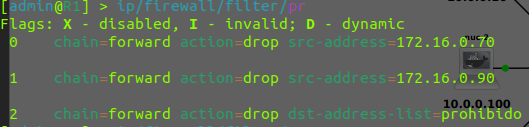 [admin@R1] > ip/firewall/filter/pr
Flags: X - disabled, I - invalid; D - dynamic
0 chain=forward action=drop src-address=172.16.0.70
1 chain=forward action=drop src-address=172.16.0.90
10.0.0.100
2 chain=forward action=drop dst-address-list=prohibido